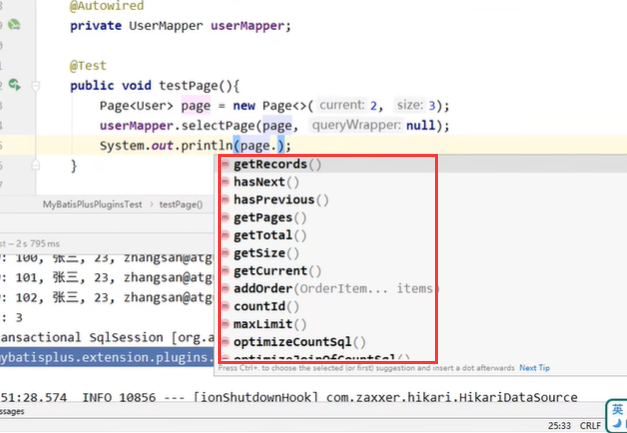 @Autowired
private UserMapper userMapper;
@Test
public void testPage(){
Page<User> page = new Page<>( current: 2, size: 3);
userMapper.selectPage(page, queryWrapper: null);
System.out.println(page.);
}
getRecords()
hasNext()
hasPrevious()
getPages()
getTotal()
getSize()
getCurrent()
addOrder(OrderItem... items)
countId()
maxLimit()
optimizeCountSql()
optimizeJoinOfCountSql()
Press Ctrl+. to choose the selected (or first) suggestion and insert a dot afterwards Next Tip
MyBatisPlusPluginsTest › testPage()
st – 2 s 795 ms
: 100, 张三, 23, zhangsan@atg
: 101, 张三, 23, zhangsan@atg
: 102, 张三, 23, zhangsan@atg
: 3
ansactional SqlSession [org.a
ybatisplus.extension.plugins.
51:28.574 INFO 10856 --- [ionShutdownHook] com.zaxxer.hikari.HikariDataSource
ssages
25:33 CRLF
英